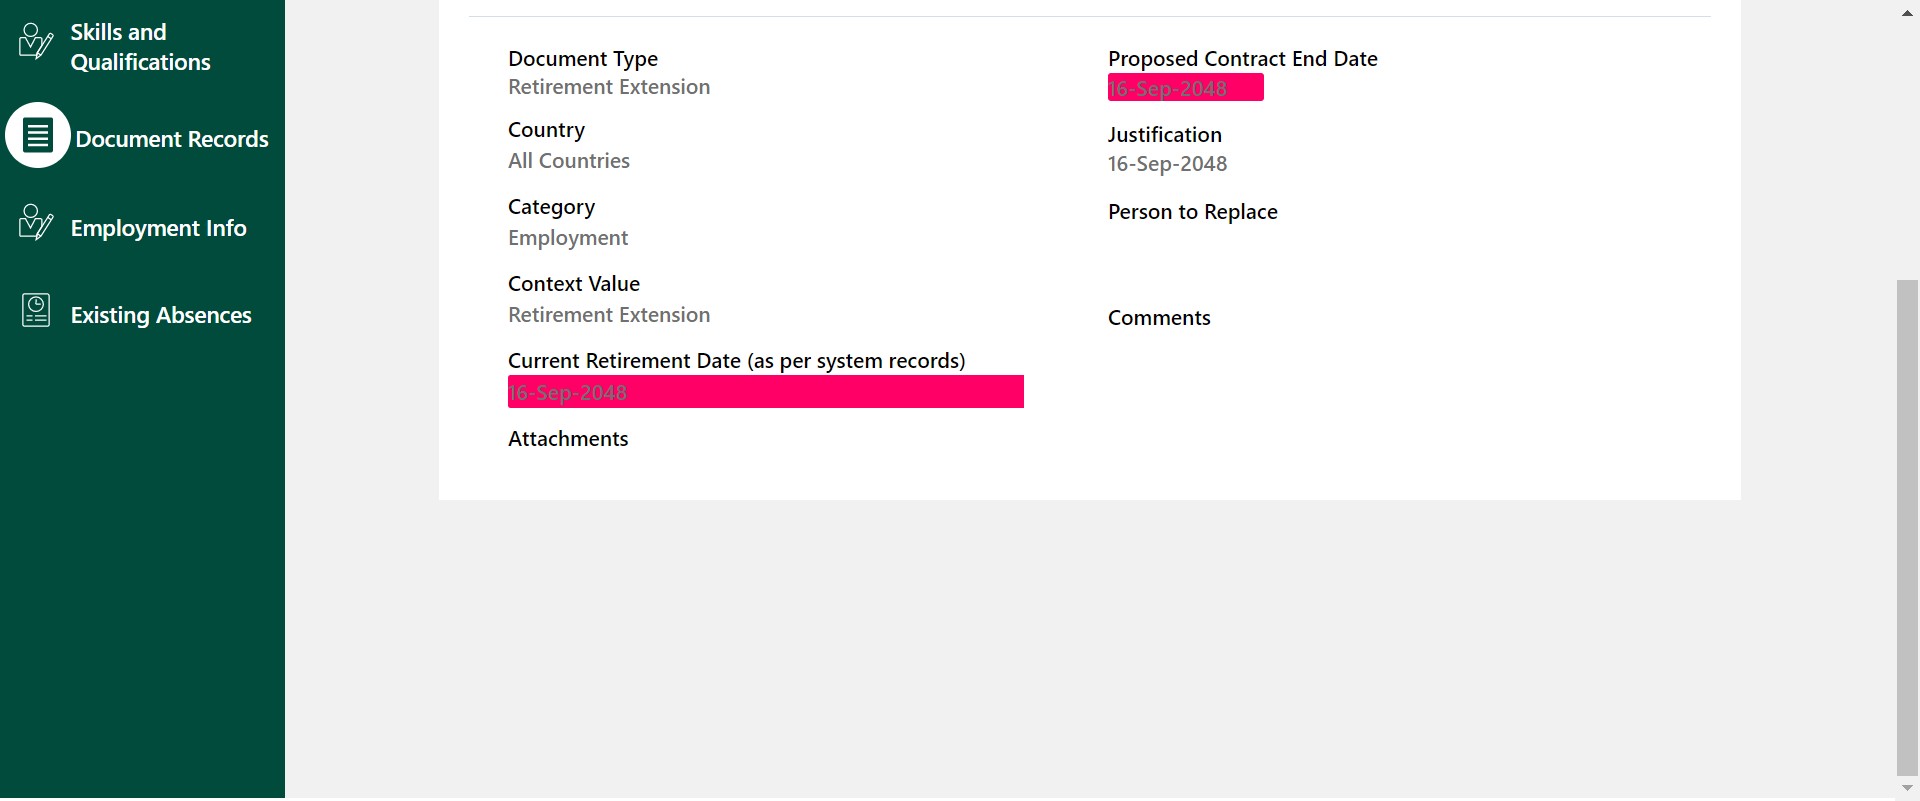 Skills and
Qualifications
Document Records
Employment Info
Existing Absences
Document Type
Retirement Extension
Country
All Countries
Category
Employment
Context Value
Retirement Extension
Current Retirement Date (as per system records)
16-Sep-2048
Attachments
Proposed Contract End Date
16-Sep-2048
Justification
16-Sep-2048
Person to Replace
Comments